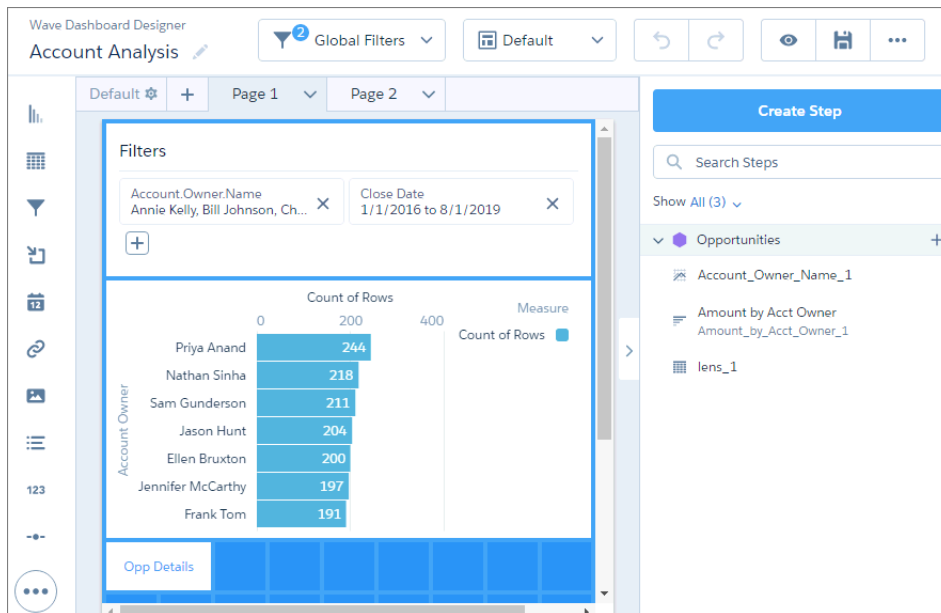 Wave Dashboard Designer
Account Analysis
2
Global Filters
Default
Default
Page 1
Page 2
Create Step
Search Steps
Show All (3)
Opportunities
Account_Owner_Name_1
Amount by Acct Owner
Amount_by_Acct_Owner_1
lens_1
12
123
Filters
Account.Owner.Name
Annie Kelly, Bill Johnson, Ch...
Close Date
1/1/2016 to 8/1/2019
Count of Rows
0 200 400
Measure
Count of Rows
Account Owner
Priya Anand 244
Nathan Sinha 218
Sam Gunderson 211
Jason Hunt 204
Ellen Bruxton 200
Jennifer McCarthy 197
Frank Tom 191
Opp Details